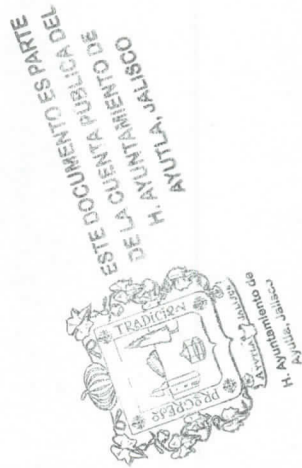 ESTE DOCUMENTO ES PARTE
DE LA CUENTA PUBLICA DEL
H. AYUNTAMIENTO DE
AYUTLA, JALISCO
TRADICION
PROGRESO
H. Ayuntamiento de
Ayutla, Jalisco